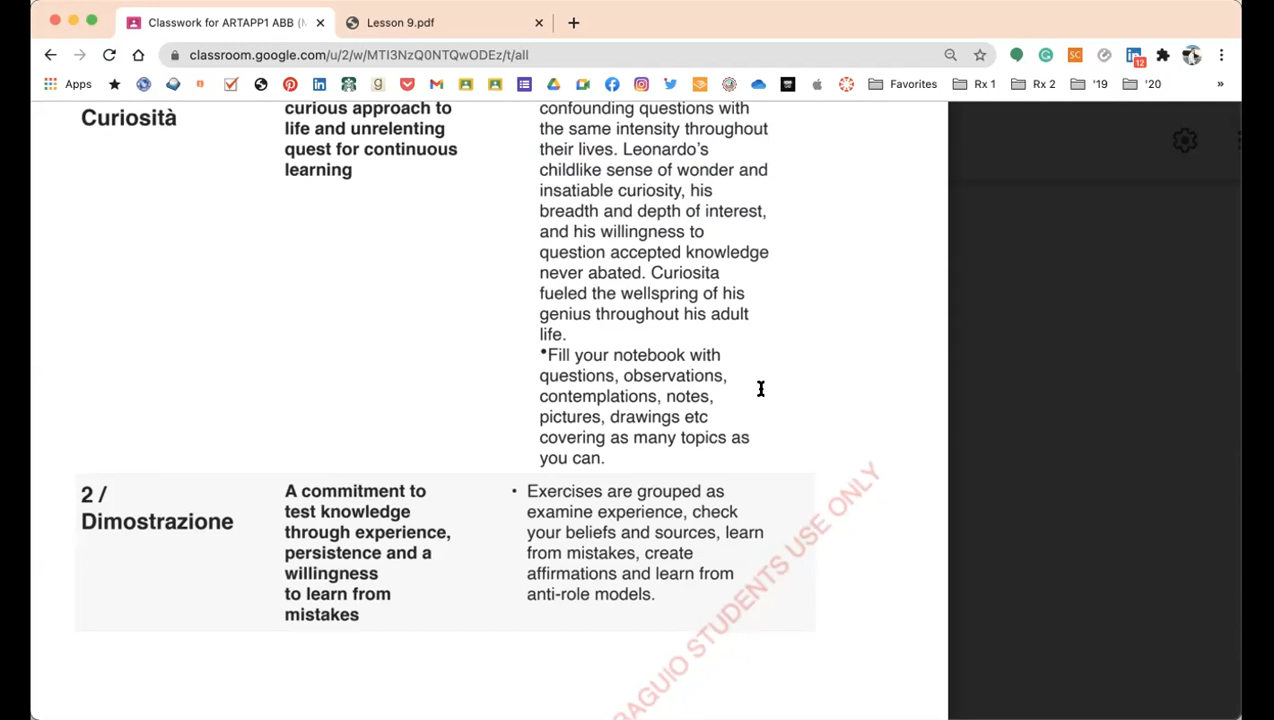 Classwork for ARTAPP1 ABB (
Lesson 9.pdf
classroom.google.com/u/2/w/MTI3NzQ0NTQwODEz/t/all
Apps
12
Favorites
Rx 1
Rx 2
'19
'20
»
Curiosità
curious approach to
life and unrelenting
quest for continuous
learning
confounding questions with
the same intensity throughout
their lives. Leonardo's
childlike sense of wonder and
insatiable curiosity, his
breadth and depth of interest,
and his willingness to
question accepted knowledge
never abated. Curiosita
fueled the wellspring of his
genius throughout his adult
life.
•Fill your notebook with
questions, observations,
contemplations, notes,
pictures, drawings etc
covering as many topics as
you can.
2 /
Dimostrazione
A commitment to
test knowledge
through experience,
persistence and a
willingness
to learn from
mistakes
• Exercises are grouped as
examine experience, check
your beliefs and sources, learn
from mistakes, create
affirmations and learn from
anti-role models.
BAGUIO STUDENTS USE ONLY